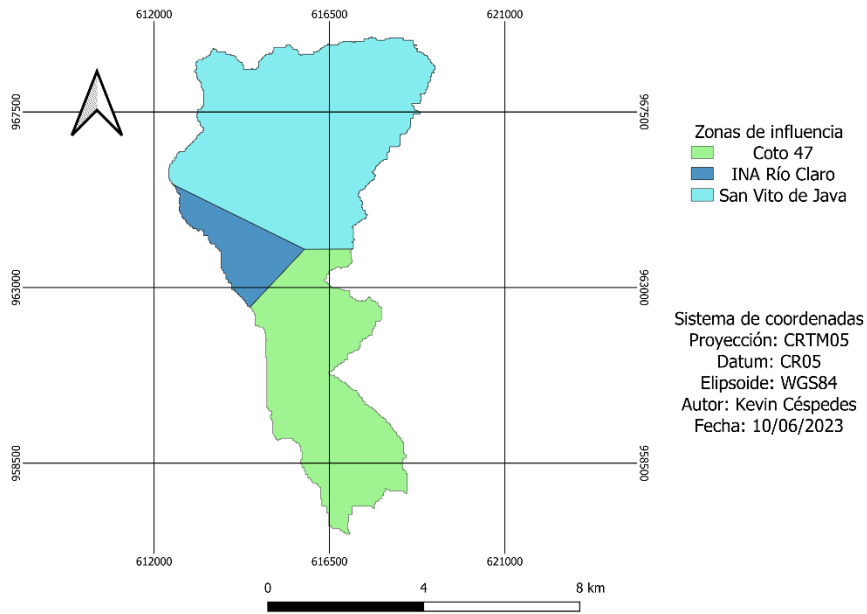 612000 616500 621000
967500 967500
Zonas de influencia
Coto 47
INA Río Claro
San Vito de Java
963000 963000
Sistema de coordenadas
Proyección: CRTM05
Datum: CR05
Elipsoide: WGS84
Autor: Kevin Céspedes
Fecha: 10/06/2023
958500 958500
612000 616500 621000
0 4 8 km